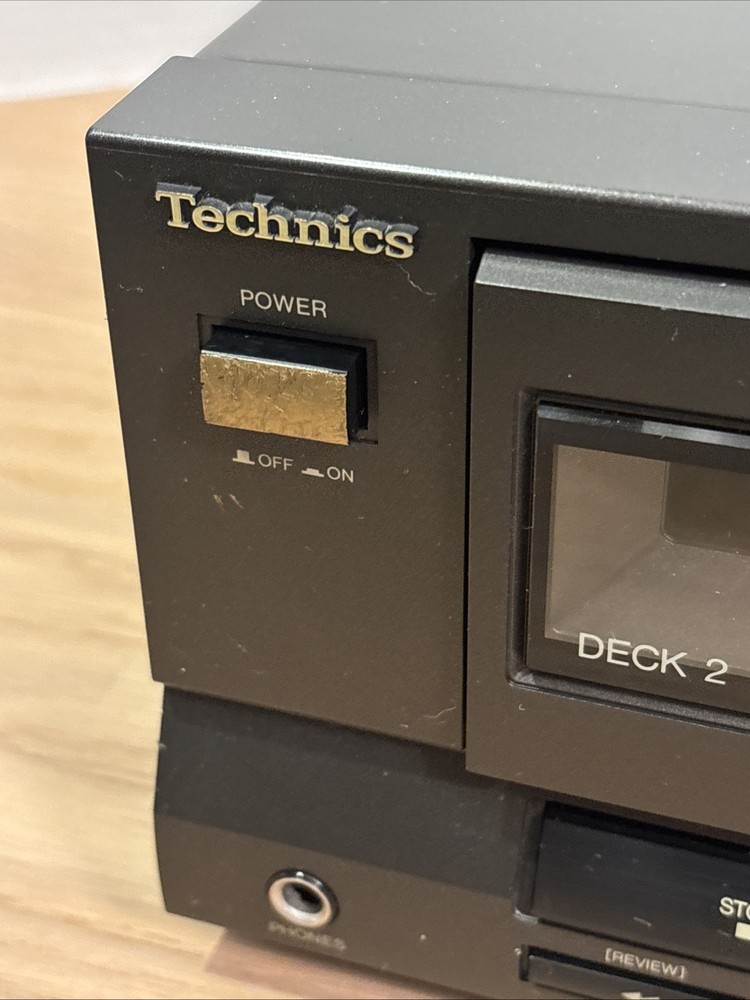 Technics
POWER
OFF ON
DECK 2
PHONES
[REVIEW]